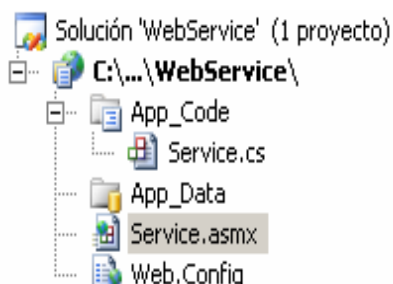 Solución 'WebService' (1 proyecto)
C:\...\WebService\
App_Code
Service.cs
App_Data
Service.asmx
Web.Config